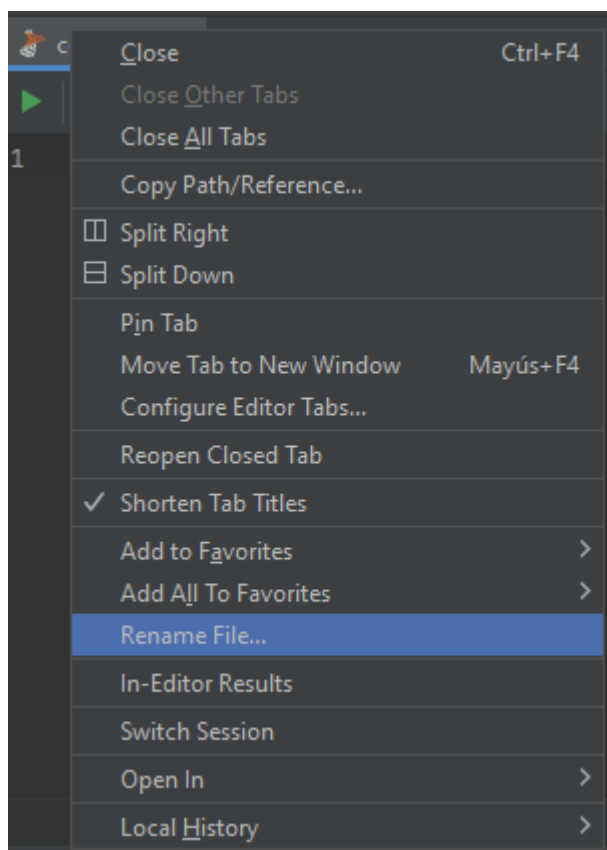 c
Close Ctrl+F4
Close Other Tabs
Close All Tabs
1
Copy Path/Reference...
Split Right
Split Down
Pin Tab
Move Tab to New Window Mayús+F4
Configure Editor Tabs...
Reopen Closed Tab
Shorten Tab Titles
Add to Favorites
Add All To Favorites
Rename File...
In-Editor Results
Switch Session
Open In
Local History